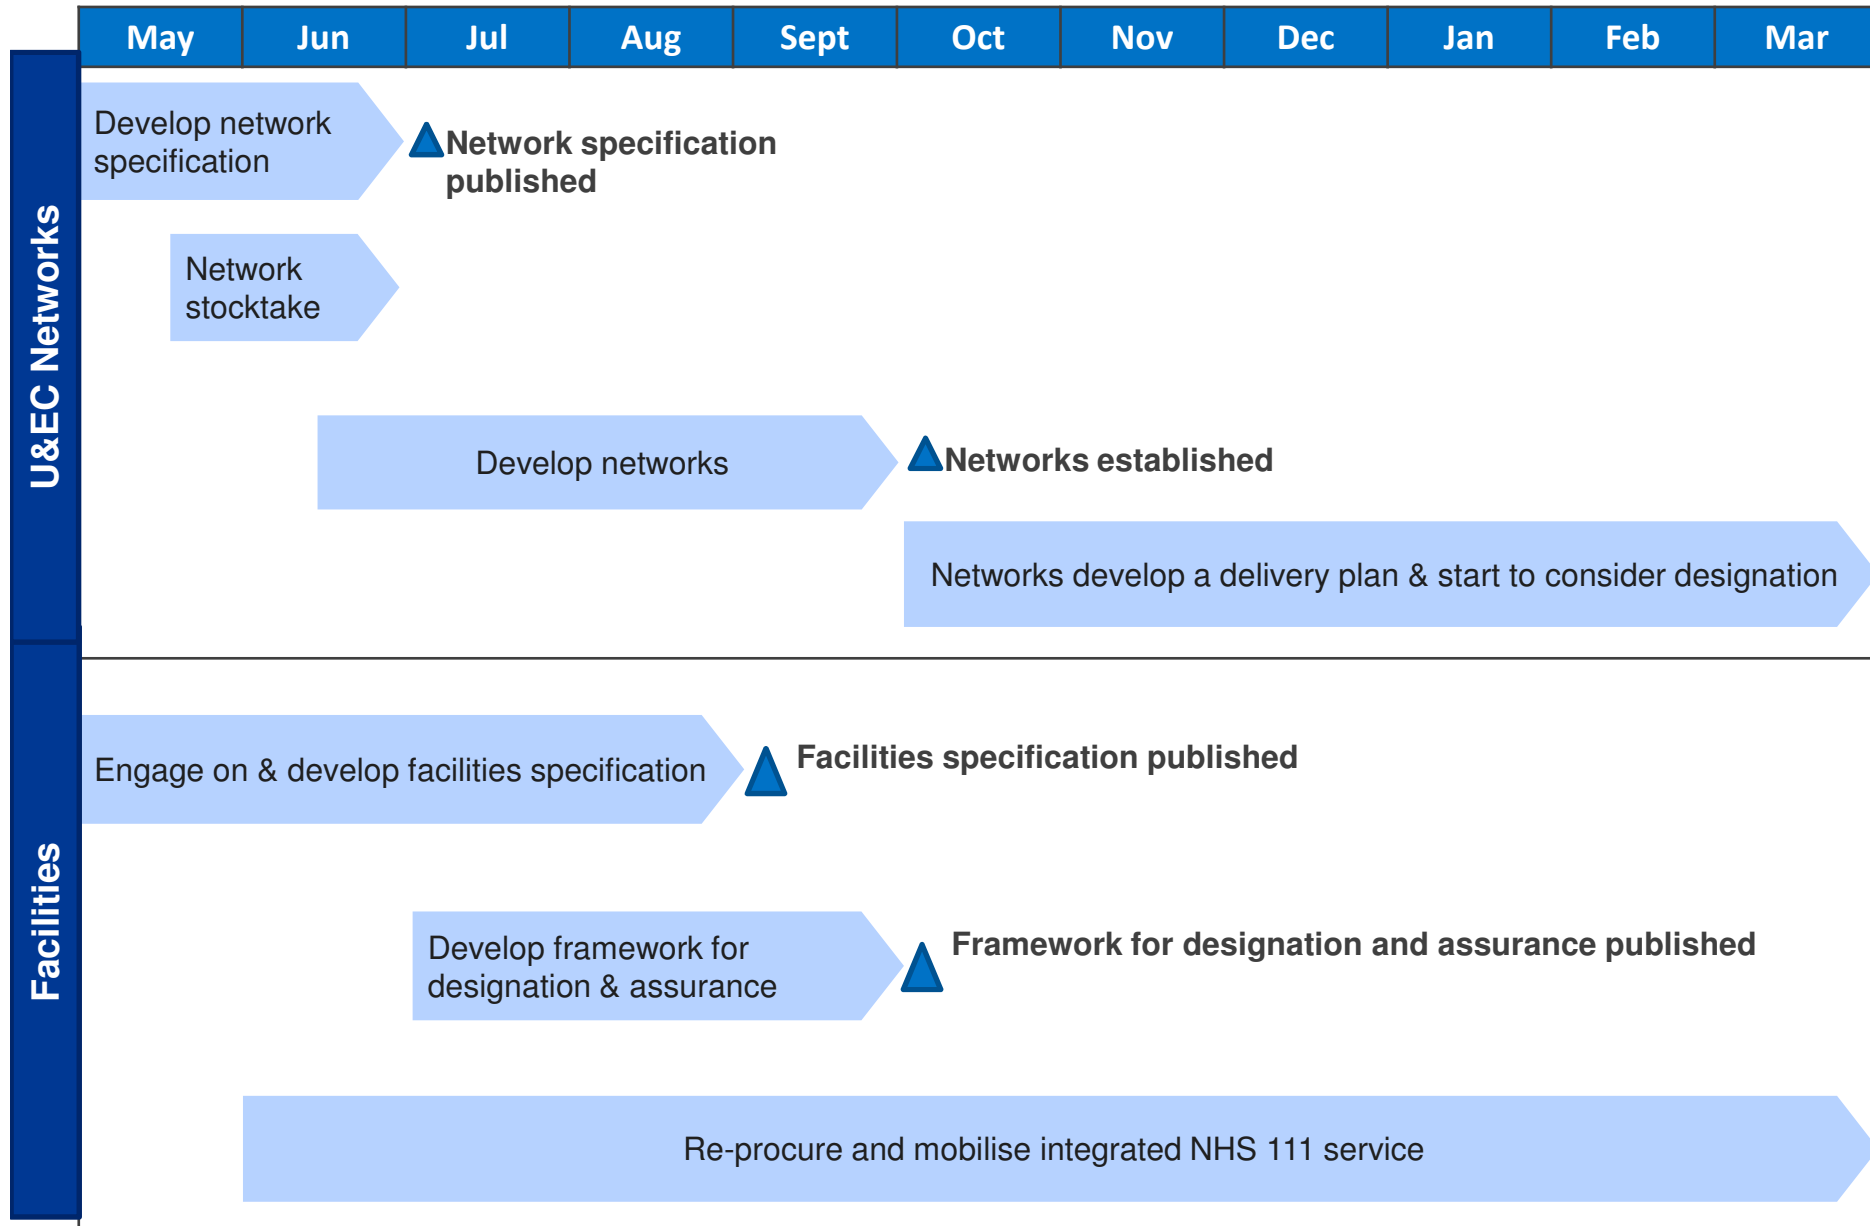 May Jun Jul Aug Sept Oct Nov Dec Jan Feb Mar
U&EC Networks
Develop network
specification
Network specification
published
Network
stocktake
Develop networks
Networks established
Networks develop a delivery plan & start to consider designation
Facilities
Engage on & develop facilities specification
Facilities specification published
Develop framework for
designation & assurance
Framework for designation and assurance published
Re-procure and mobilise integrated NHS 111 service